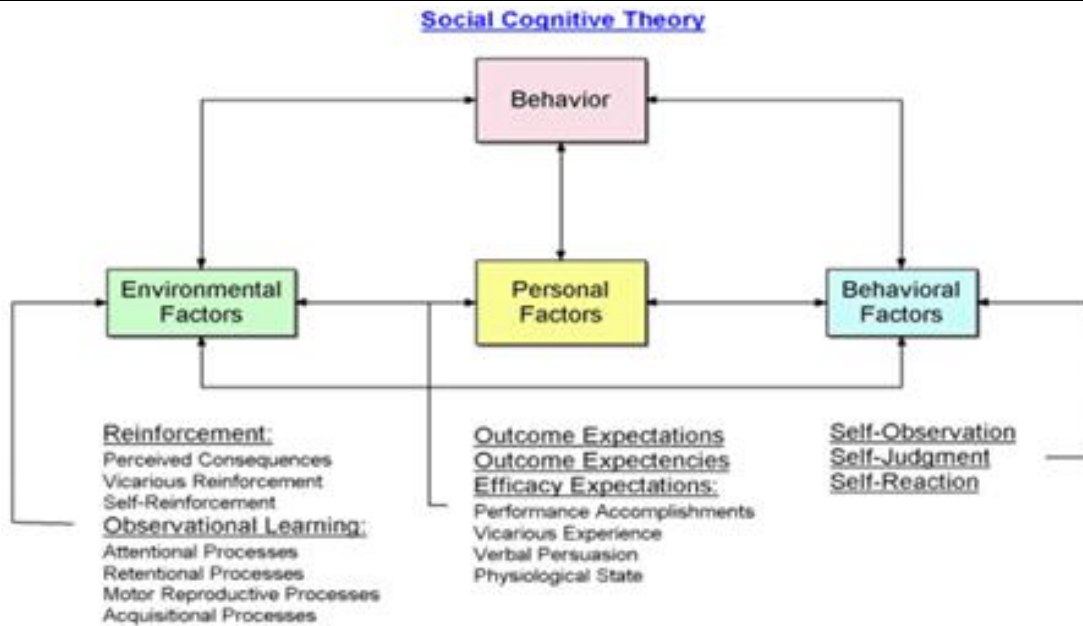 Social Cognitive Theory
Behavior
Environmental
Factors
Personal
Factors
Behavioral
Factors
Reinforcement:
Perceived Consequences
Vicarious Reinforcement
Self-Reinforcement
Observational Learning:
Attentional Processes
Retentional Processes
Motor Reproductive Processes
Acquisitional Processes
Outcome Expectations
Outcome Expectencies
Efficacy Expectations:
Performance Accomplishments
Vicarious Experience
Verbal Persuasion
Physiological State
Self-Observation
Self-Judgment
Self-Reaction